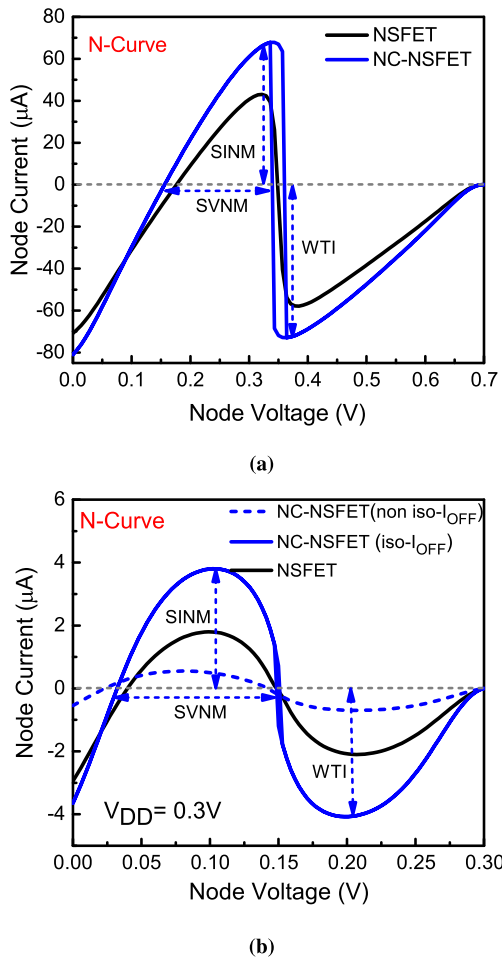 N-Curve
NSFET
NC-NSFET
SINM
SVNM
WTI
Node Current (μA)
80
60
40
20
0
-20
-40
-60
-80
0.0 0.1 0.2 0.3 0.4 0.5 0.6 0.7
Node Voltage (V)
(a)
N-Curve
NC-NSFET(non iso-I_OFF)
NC-NSFET (iso-I_OFF)
NSFET
SINM
SVNM
WTI
V_DD= 0.3V
Node Current (μA)
6
4
2
0
-2
-4
0.00 0.05 0.10 0.15 0.20 0.25 0.30
Node Voltage (V)
(b)